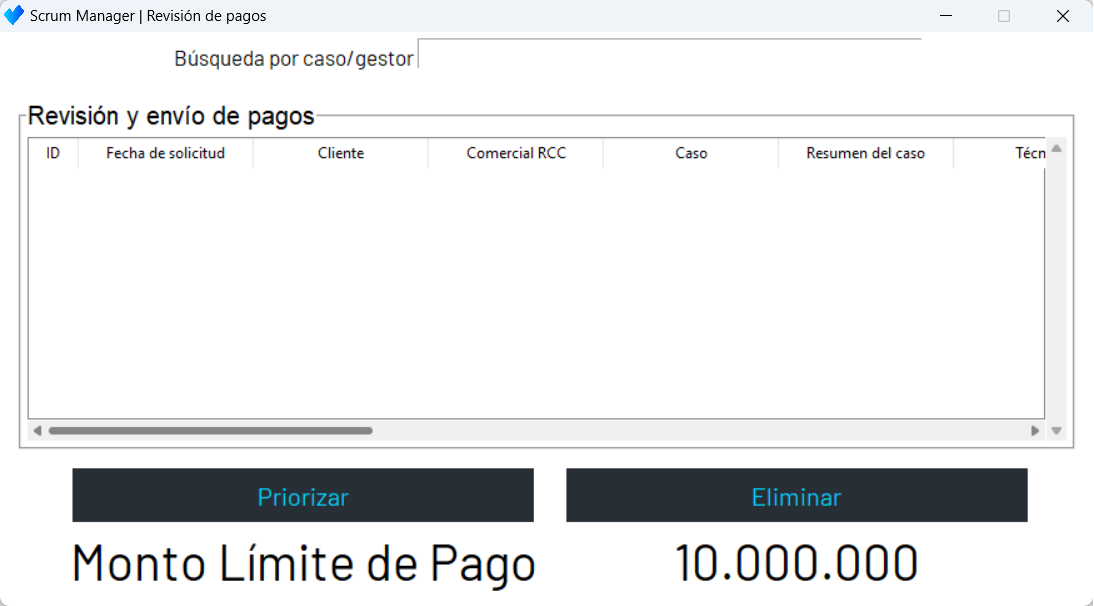 Scrum Manager | Revisión de pagos
Búsqueda por caso/gestor
Revisión y envío de pagos
ID Fecha de solicitud Cliente Comercial RCC Caso Resumen del caso Técn
Priorizar Eliminar
Monto Límite de Pago 10.000.000